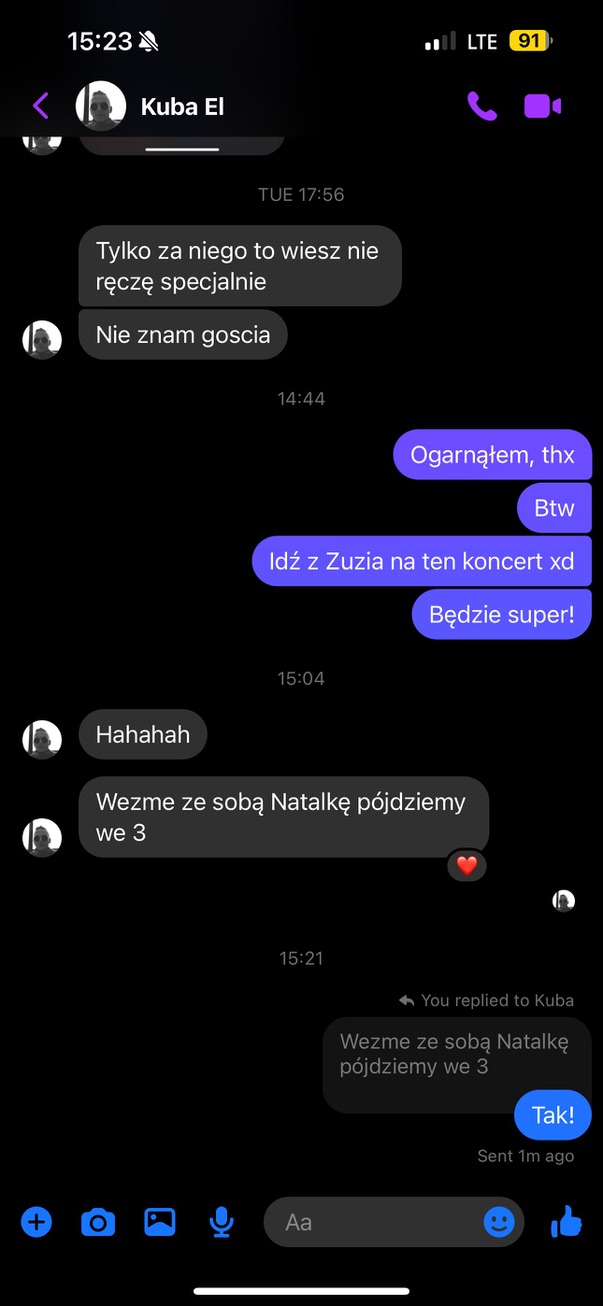 15:23
LTE
91
Kuba El
TUE 17:56
Tylko za niego to wiesz nie
ręczę specjalnie
Nie znam goscia
14:44
Ogarnąłem, thx
Btw
Idź z Zuzia na ten koncert xd
Będzie super!
15:04
Hahahah
Wezme ze sobą Natalkę pójdziemy
we 3
15:21
You replied to Kuba
Wezme ze sobą Natalkę
pójdziemy we 3
Tak!
Sent 1m ago
Aa